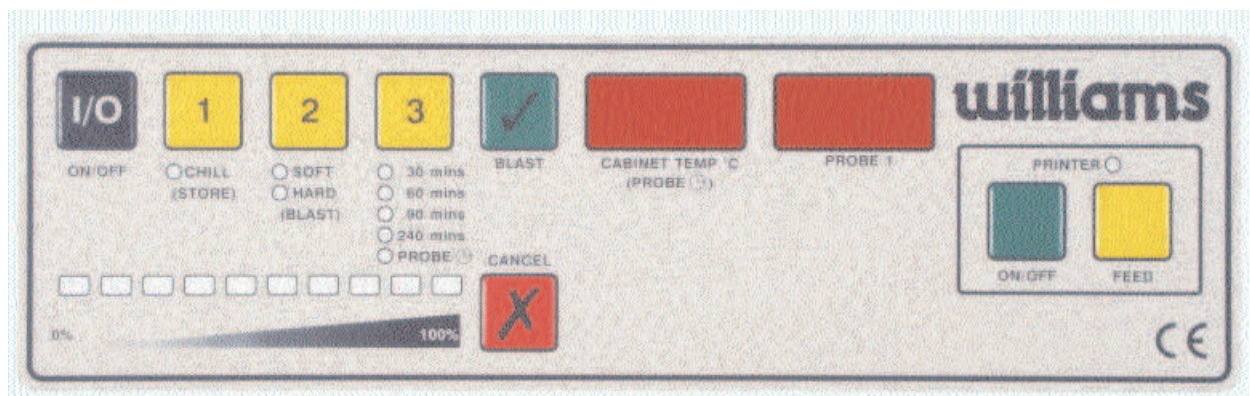 I/O
ON/OFF
1
CHILL
(STORE)
2
SOFT
HARD
(BLAST)
3
30 mins
60 mins
90 mins
240 mins
PROBE
✓
BLAST
CABINET TEMP °C
(PROBE )
PROBE 1
williams
PRINTER
ON/OFF
FEED
0%
100%
CANCEL
X
CE